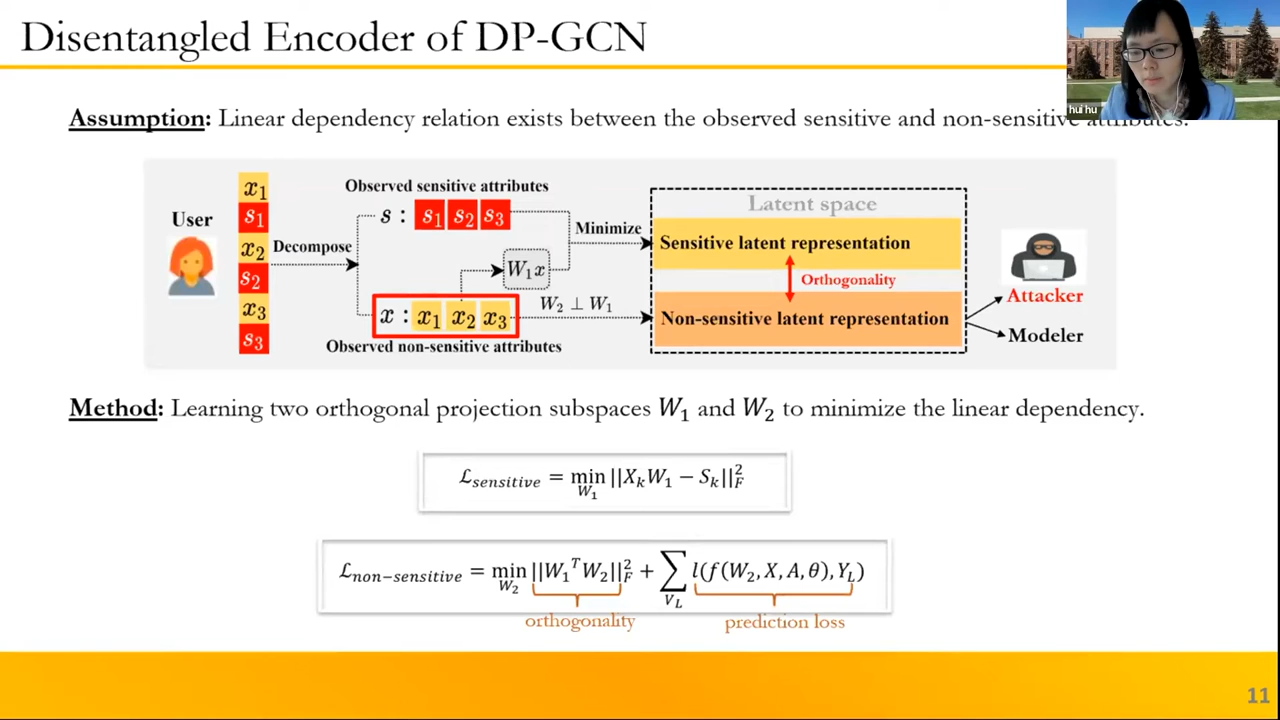 Disentangled Encoder of DP-GCN
hui hu
Assumption: Linear dependency relation exists between the observed sensitive and non-sensitive attributes.
User
x₁
s₁
x₂
s₂
x₃
s₃
Decompose
Observed sensitive attributes
s : s₁ s₂ s₃
W₁x
x : x₁ x₂ x₃
Observed non-sensitive attributes
Minimize
W₂ ⊥ W₁
Latent space
Sensitive latent representation
Orthogonality
Non-sensitive latent representation
Attacker
Modeler
Method: Learning two orthogonal projection subspaces W₁ and W₂ to minimize the linear dependency.
ℒ_sensitive = min_{W₁} ||X_k W₁ − S_k||²_F
ℒ_non−sensitive = min_{W₂} ||W₁ᵀW₂||²_F + ∑_{V_L} l(f(W₂, X, A, θ), Y_L)
orthogonality
prediction loss
11